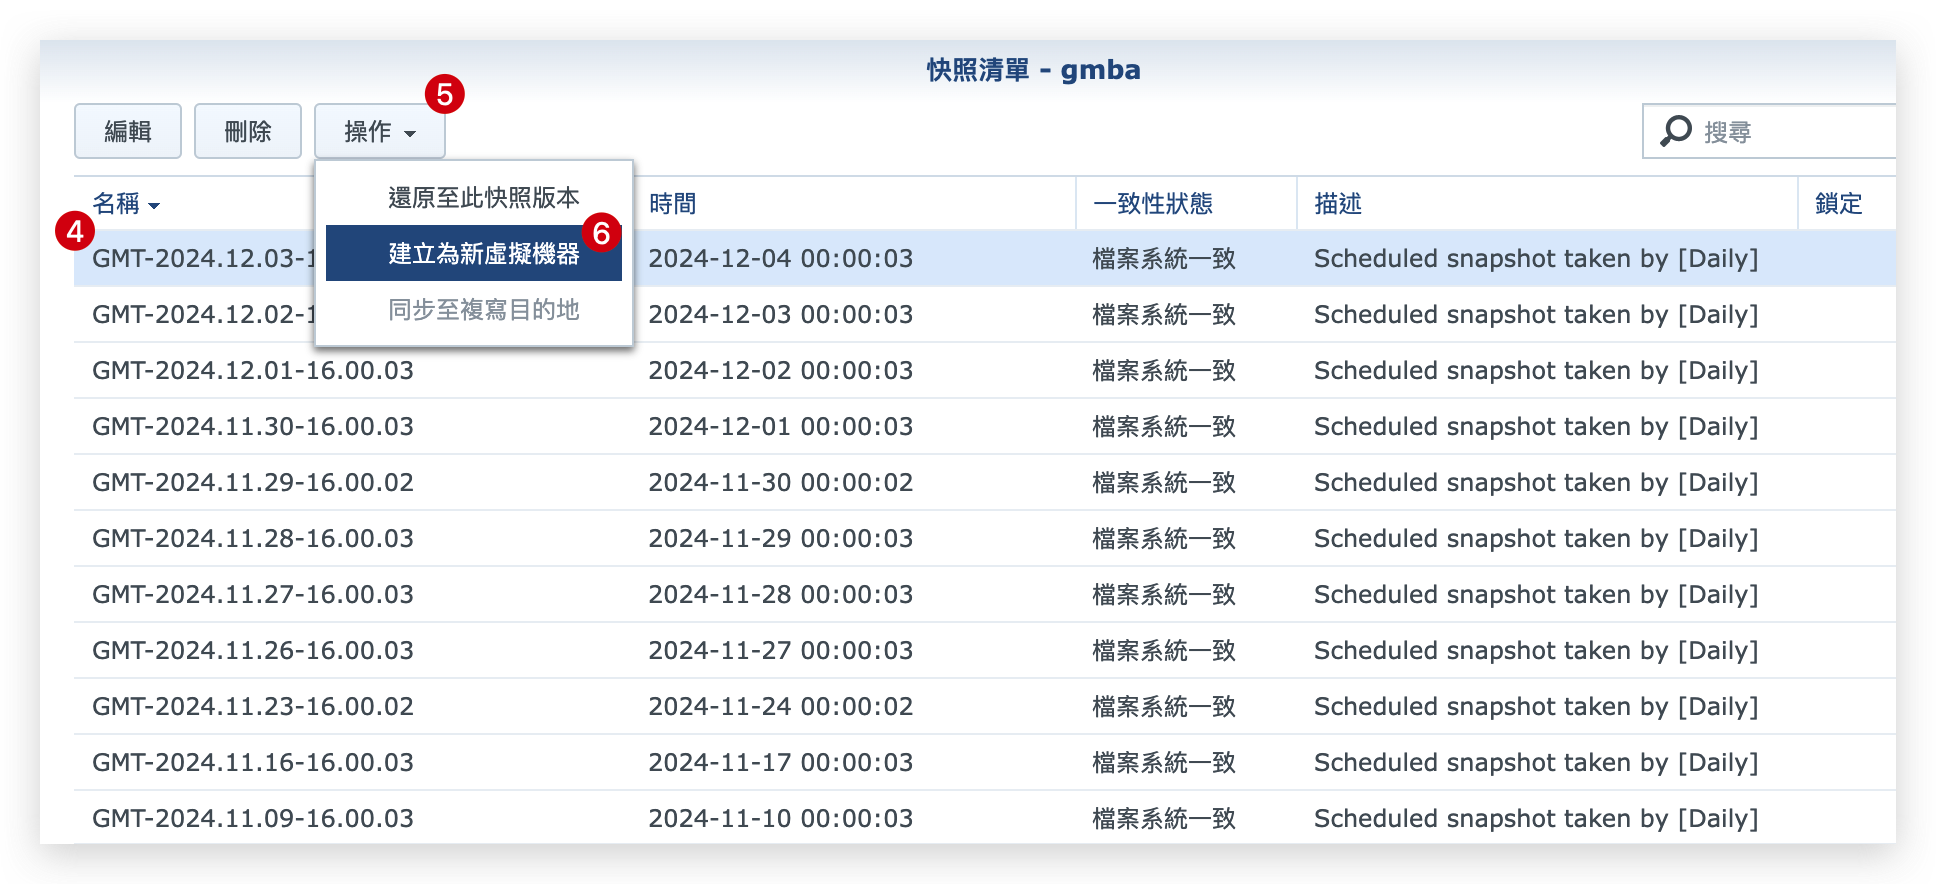 快照清單 - gmba
5
編輯 刪除 操作
搜尋
還原至此快照版本
建立為新虛擬機器
6
同步至複寫目的地
4
名稱 時間 一致性狀態 描述 鎖定
GMT-2024.12.03-1 2024-12-04 00:00:03 檔案系統一致 Scheduled snapshot taken by [Daily]
GMT-2024.12.02-1 2024-12-03 00:00:03 檔案系統一致 Scheduled snapshot taken by [Daily]
GMT-2024.12.01-16.00.03 2024-12-02 00:00:03 檔案系統一致 Scheduled snapshot taken by [Daily]
GMT-2024.11.30-16.00.03 2024-12-01 00:00:03 檔案系統一致 Scheduled snapshot taken by [Daily]
GMT-2024.11.29-16.00.02 2024-11-30 00:00:02 檔案系統一致 Scheduled snapshot taken by [Daily]
GMT-2024.11.28-16.00.03 2024-11-29 00:00:03 檔案系統一致 Scheduled snapshot taken by [Daily]
GMT-2024.11.27-16.00.03 2024-11-28 00:00:03 檔案系統一致 Scheduled snapshot taken by [Daily]
GMT-2024.11.26-16.00.03 2024-11-27 00:00:03 檔案系統一致 Scheduled snapshot taken by [Daily]
GMT-2024.11.23-16.00.02 2024-11-24 00:00:02 檔案系統一致 Scheduled snapshot taken by [Daily]
GMT-2024.11.16-16.00.03 2024-11-17 00:00:03 檔案系統一致 Scheduled snapshot taken by [Daily]
GMT-2024.11.09-16.00.03 2024-11-10 00:00:03 檔案系統一致 Scheduled snapshot taken by [Daily]